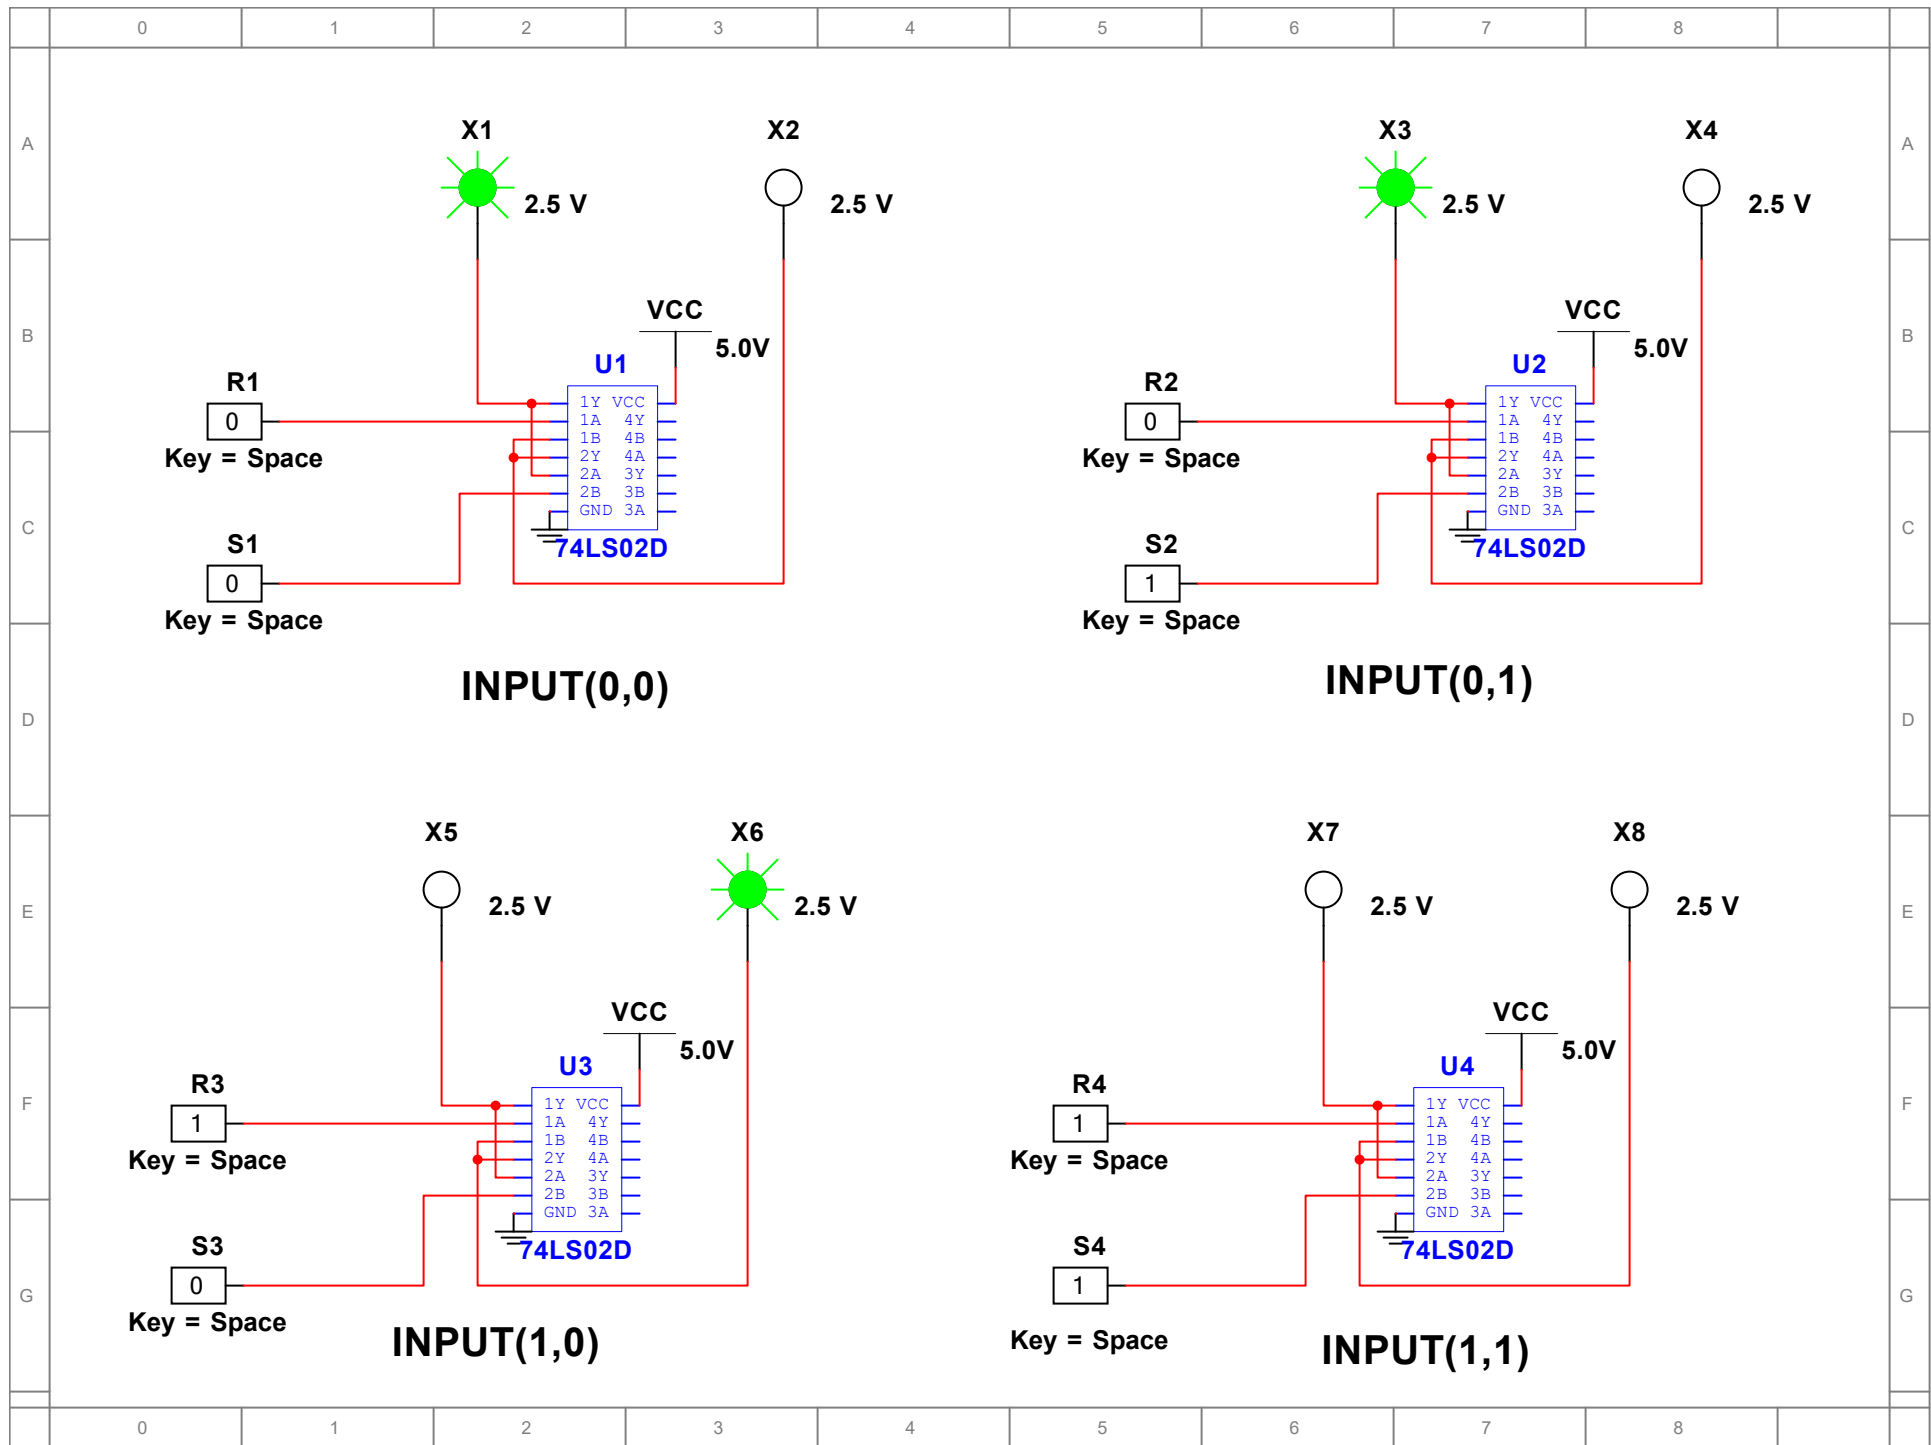 0 1 2 3 4 5 6 7 8
A A
X1 X2 X3 X4
2.5 V 2.5 V 2.5 V 2.5 V
B B
VCC VCC
5.0V 5.0V
U1 U2
R1 R2
0 0
Key = Space Key = Space
1Y VCC 1Y VCC
1A 4Y 1A 4Y
1B 4B 1B 4B
2Y 4A 2Y 4A
2A 3Y 2A 3Y
2B 3B 2B 3B
GND 3A GND 3A
74LS02D 74LS02D
C C
S1 S2
0 1
Key = Space Key = Space
INPUT(0,0) INPUT(0,1)
D D
X5 X6 X7 X8
2.5 V 2.5 V 2.5 V 2.5 V
E E
VCC VCC
5.0V 5.0V
U3 U4
R3 R4
1 1
Key = Space Key = Space
1Y VCC 1Y VCC
1A 4Y 1A 4Y
1B 4B 1B 4B
2Y 4A 2Y 4A
2A 3Y 2A 3Y
2B 3B 2B 3B
GND 3A GND 3A
74LS02D 74LS02D
F F
S3 S4
0 1
Key = Space Key = Space
G G
INPUT(1,0) INPUT(1,1)
0 1 2 3 4 5 6 7 8